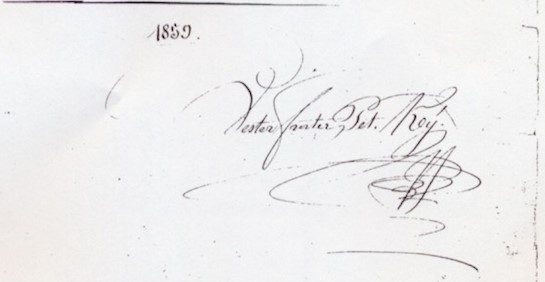 1859.
Vester frater Pet. Rey.